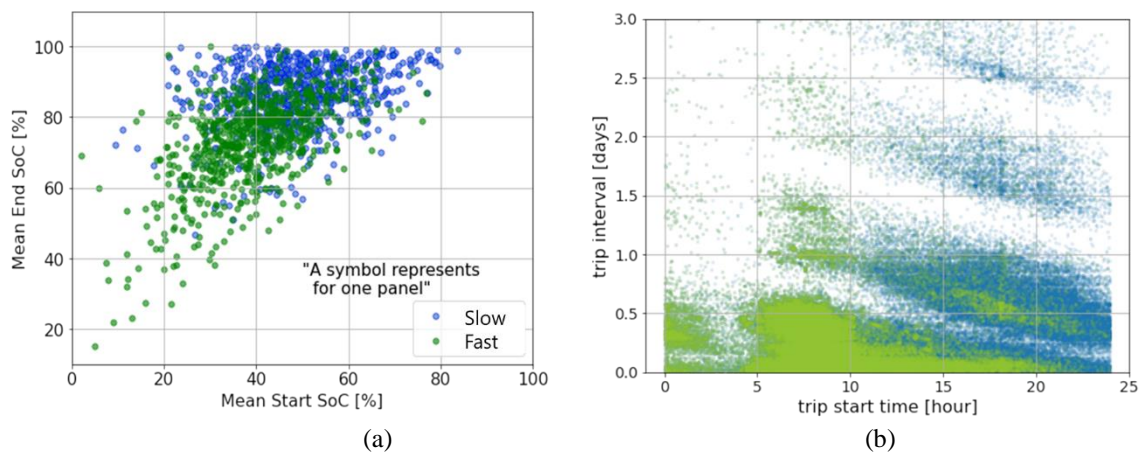 100
80
60
40
20
Mean End SoC [%]
"A symbol represents
for one panel"
Slow
Fast
0 20 40 60 80 100
Mean Start SoC [%]
(a)
3.0
2.5
2.0
1.5
1.0
0.5
0.0
trip interval [days]
0 5 10 15 20 25
trip start time [hour]
(b)